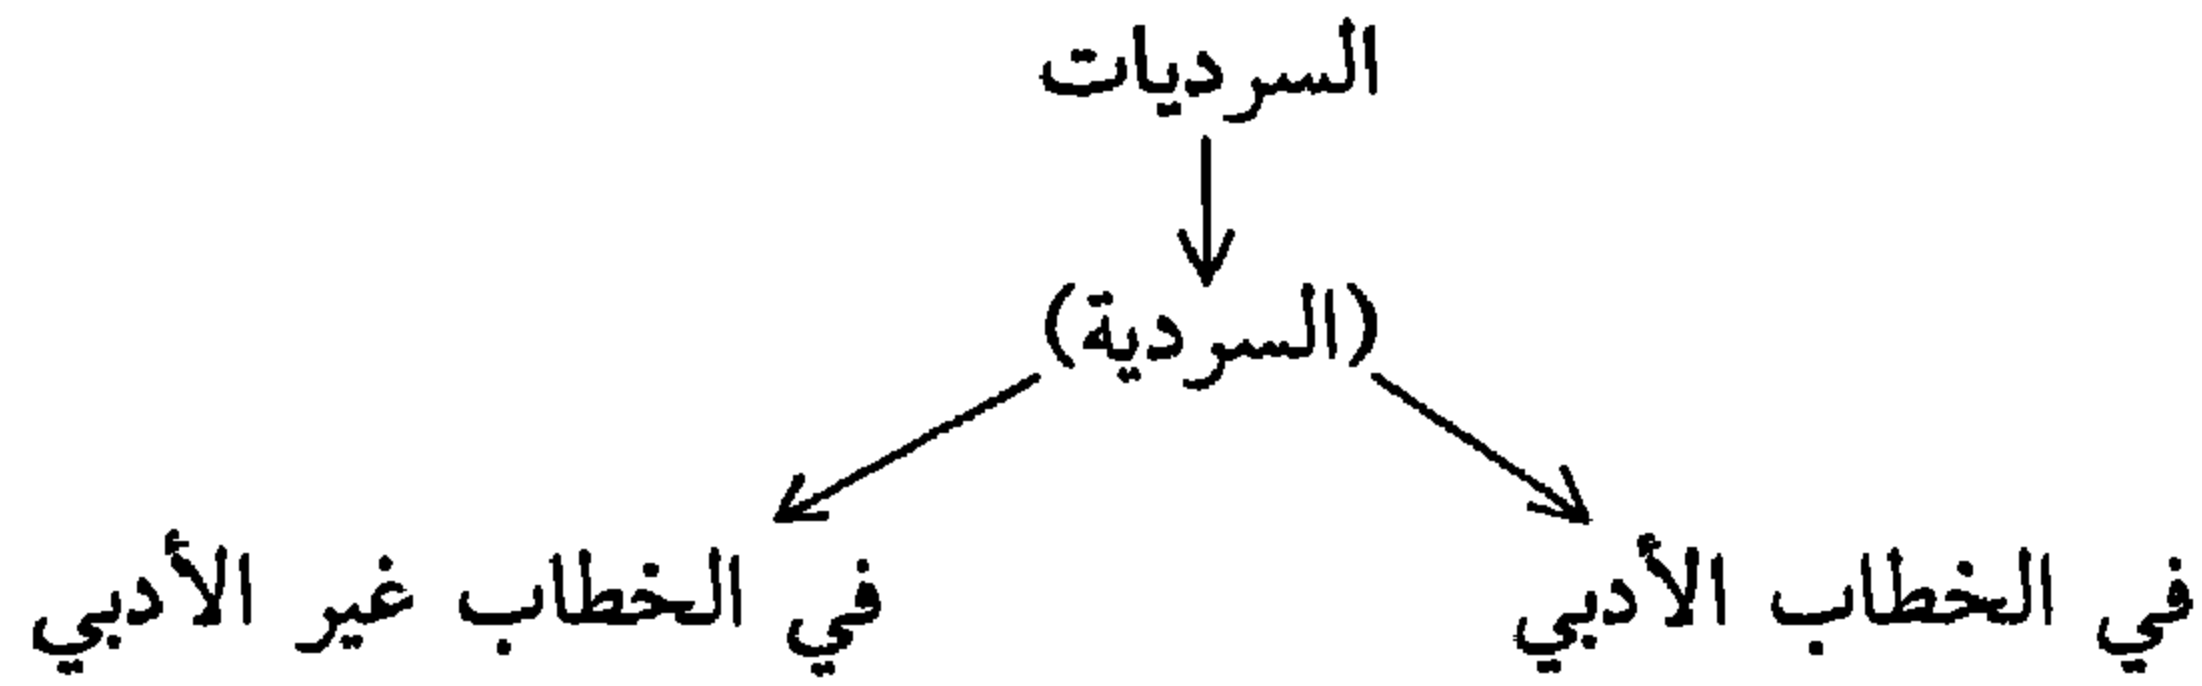 السرديات
(السردية)
في الخطاب الأدبي
في الخطاب غير الأدبي